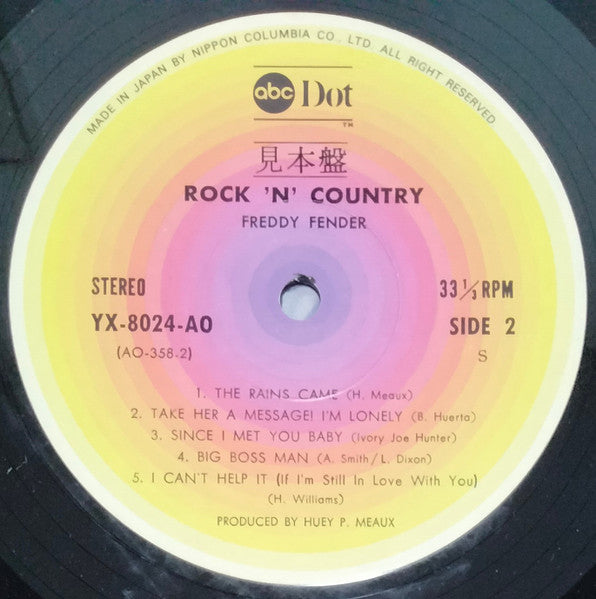 MADE IN JAPAN BY NIPPON COLUMBIA CO., LTD. ALL RIGHT RESERVED.
abc Dot
TM
見本盤
ROCK 'N' COUNTRY
FREDDY FENDER
STEREO 33 1/3 RPM
YX-8024-AO SIDE 2
(AO-358-2) S
1. THE RAINS CAME (H. Meaux)
2. TAKE HER A MESSAGE! I'M LONELY (B. Huerta)
3. SINCE I MET YOU BABY (Ivory Joe Hunter)
4. BIG BOSS MAN (A. Smith/L. Dixon)
5. I CAN'T HELP IT (If I'm Still In Love With You)
(H. Williams)
PRODUCED BY HUEY P. MEAUX